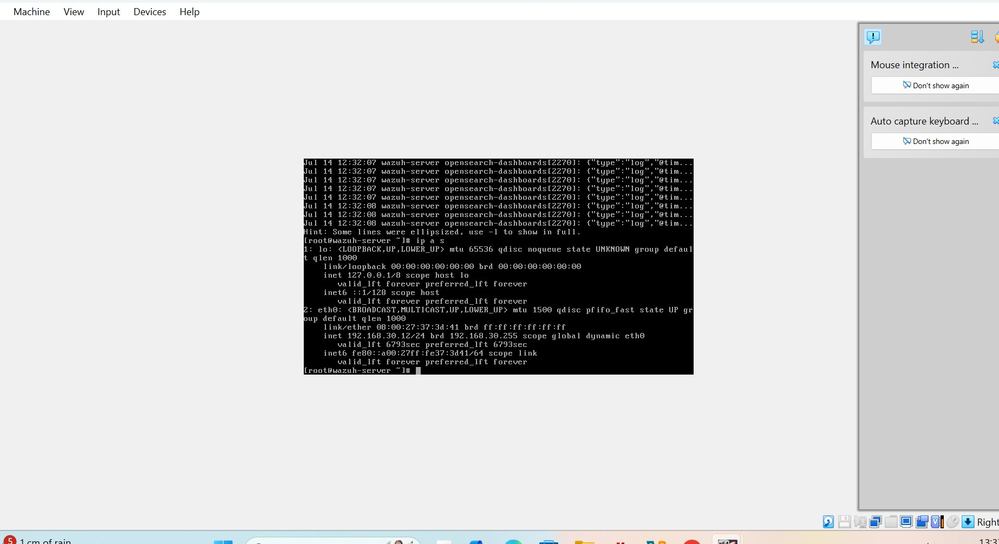 Machine View Input Devices Help
Mouse integration ...
Don't show again
Auto capture keyboard ...
Don't show again
Jul 14 12:32:07 wazuh-server opensearch-dashboards[2270]: {"type":"log","@tim...
Jul 14 12:32:07 wazuh-server opensearch-dashboards[2270]: {"type":"log","@tim...
Jul 14 12:32:07 wazuh-server opensearch-dashboards[2270]: {"type":"log","@tim...
Jul 14 12:32:07 wazuh-server opensearch-dashboards[2270]: {"type":"log","@tim...
Jul 14 12:32:07 wazuh-server opensearch-dashboards[2270]: {"type":"log","@tim...
Jul 14 12:32:08 wazuh-server opensearch-dashboards[2270]: {"type":"log","@tim...
Jul 14 12:32:08 wazuh-server opensearch-dashboards[2270]: {"type":"log","@tim...
Jul 14 12:32:08 wazuh-server opensearch-dashboards[2270]: {"type":"log","@tim...
Hint: Some lines were ellipsized, use -l to show in full.
[root@wazuh-server ~]# ip a s
1: lo: <LOOPBACK,UP,LOWER_UP> mtu 65536 qdisc noqueue state UNKNOWN group defaul
t qlen 1000
link/loopback 00:00:00:00:00:00 brd 00:00:00:00:00:00
inet 127.0.0.1/8 scope host lo
valid_lft forever preferred_lft forever
inet6 ::1/128 scope host
valid_lft forever preferred_lft forever
2: eth0: <BROADCAST,MULTICAST,UP,LOWER_UP> mtu 1500 qdisc pfifo_fast state UP gr
oup default qlen 1000
link/ether 08:00:27:37:3d:41 brd ff:ff:ff:ff:ff:ff
inet 192.168.30.12/24 brd 192.168.30.255 scope global dynamic eth0
valid_lft 6793sec preferred_lft 6793sec
inet6 fe80::a00:27ff:fe37:3d41/64 scope link
valid_lft forever preferred_lft forever
[root@wazuh-server ~]#
Right
5 1 cm of rain